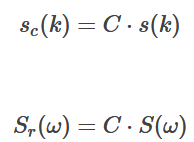 s_c(k) = C · s(k)
S_r(ω) = C · S(ω)